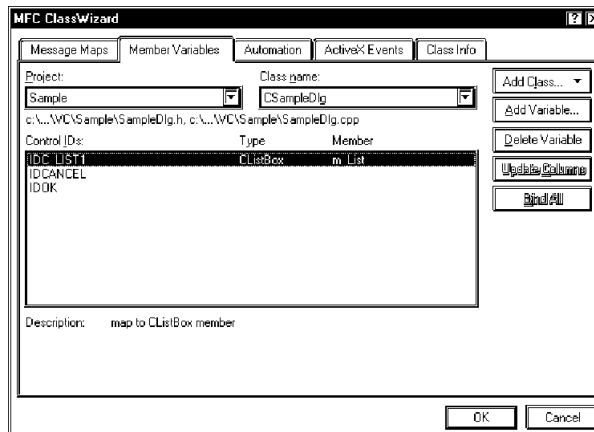 MFC ClassWizard
Message Maps Member Variables Automation ActiveX Events Class Info
Project: Class name:
Sample CSampleDlg
Add Class...
c:\...\VC\Sample\SampleDlg.h, c:\...\VC\Sample\SampleDlg.cpp
Add Variable...
Control IDs: Type Member
Delete Variable
IDC_LIST1 CListBox m_List
IDCANCEL
Update Columns
IDOK
Bind All
Description: map to CListBox member
OK Cancel